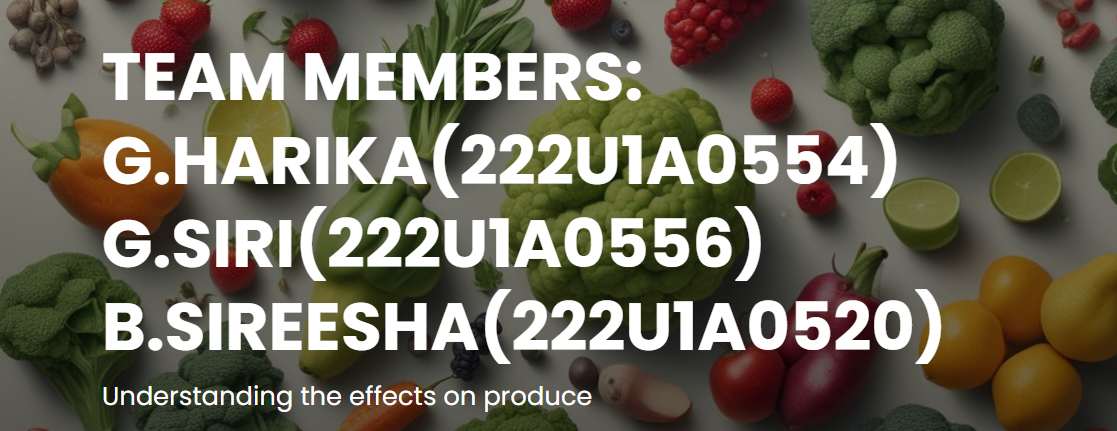 TEAM MEMBERS:
G.HARIKA(222U1A0554)
G.SIRI(222U1A0556)
B.SIREESHA(222U1A0520)
Understanding the effects on produce